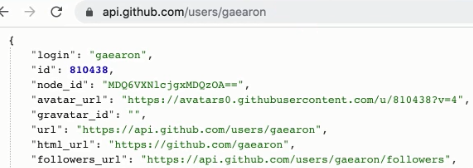 api.github.com/users/gaearon
{
"login": "gaearon",
"id": 810438,
"node_id": "MDQ6VXNlcjgxMDQzOA==",
"avatar_url": "https://avatars0.githubusercontent.com/u/810438?v=4",
"gravatar_id": "",
"url": "https://api.github.com/users/gaearon",
"html_url": "https://github.com/gaearon",
"followers_url": "https://api.github.com/users/gaearon/followers",